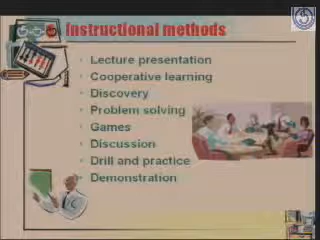 Instructional methods
Lecture presentation
Cooperative learning
Discovery
Problem solving
Games
Discussion
Drill and practice
Demonstration